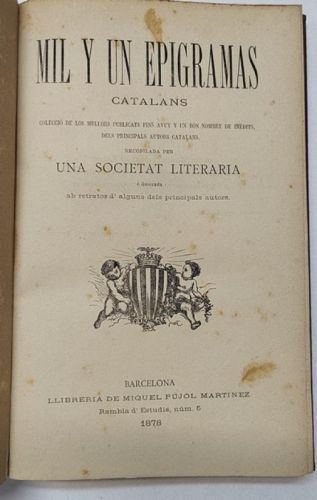 MIL Y UN EPIGRAMAS
CATALANS
COLECCIÓ DE LOS MELLORS PUBLICATS FINS AVUY Y UN BON NOMBRE DE INÉDITS,
DELS PRINCIPALS AUTORS CATALANS.
RECOPILADA PER
UNA SOCIETAT LITERARIA
é ilustrada
ab retratos d' alguns dels principals autors.
BARCELONA
LLIBRERIA DE MIQUEL PUJOL MARTINEZ
Rambla d' Estudis, núm. 5
1878